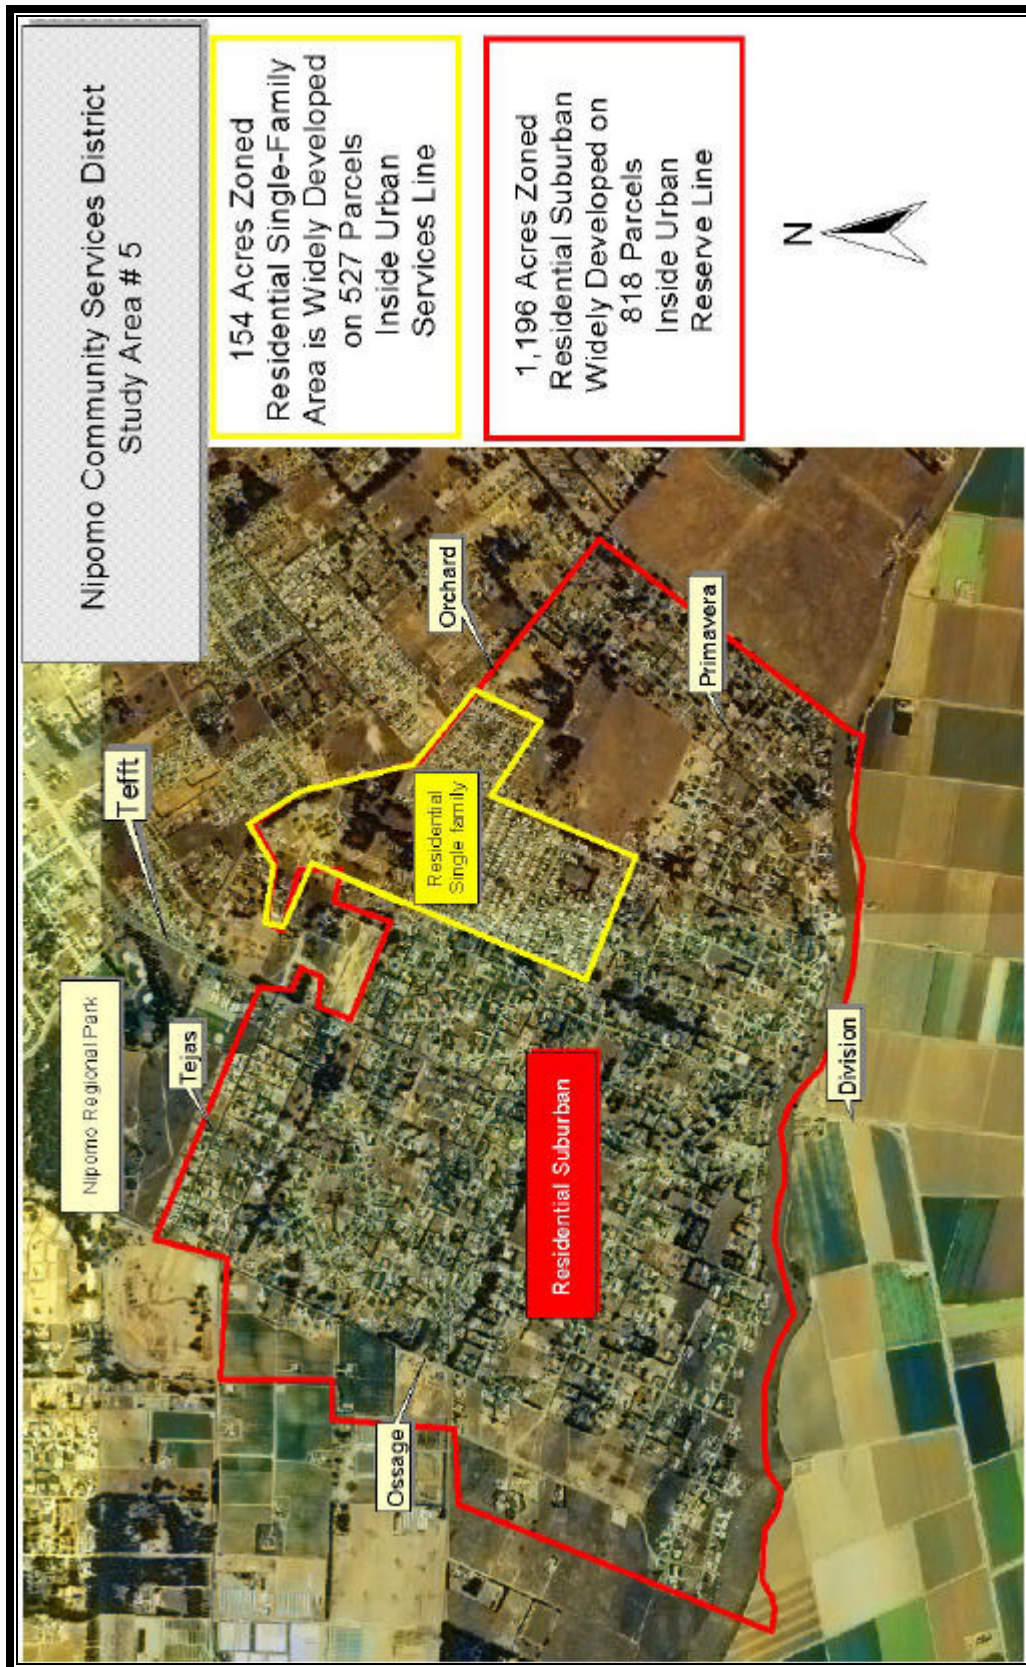 Nipomo Community Services District
Study Area # 5
154 Acres Zoned
Residential Single-Family
Area is Widely Developed
on 527 Parcels
Inside Urban
Services Line
1,196 Acres Zoned
Residential Suburban
Widely Developed on
818 Parcels
Inside Urban
Reserve Line
N
Nipomo Regional Park
Tefft
Tejas
Orchard
Residential
Single family
Primavera
Ossage
Residential Suburban
Division